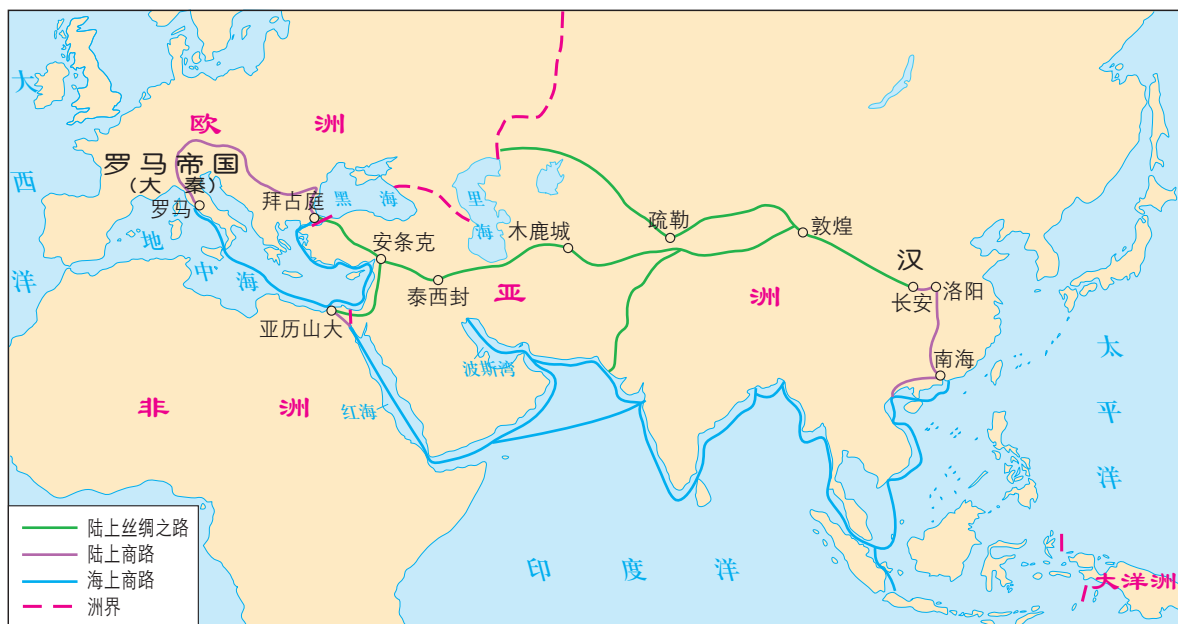 大西洋
欧洲
罗马帝国
(大秦)
罗马
拜占庭
黑海
里海
地中海
安条克
木鹿城
疏勒
敦煌
汉
长安
洛阳
泰西封
亚洲
亚历山大
南海
波斯湾
红海
非洲
太平洋
印度洋
大洋洲
陆上丝绸之路
陆上商路
海上商路
洲界